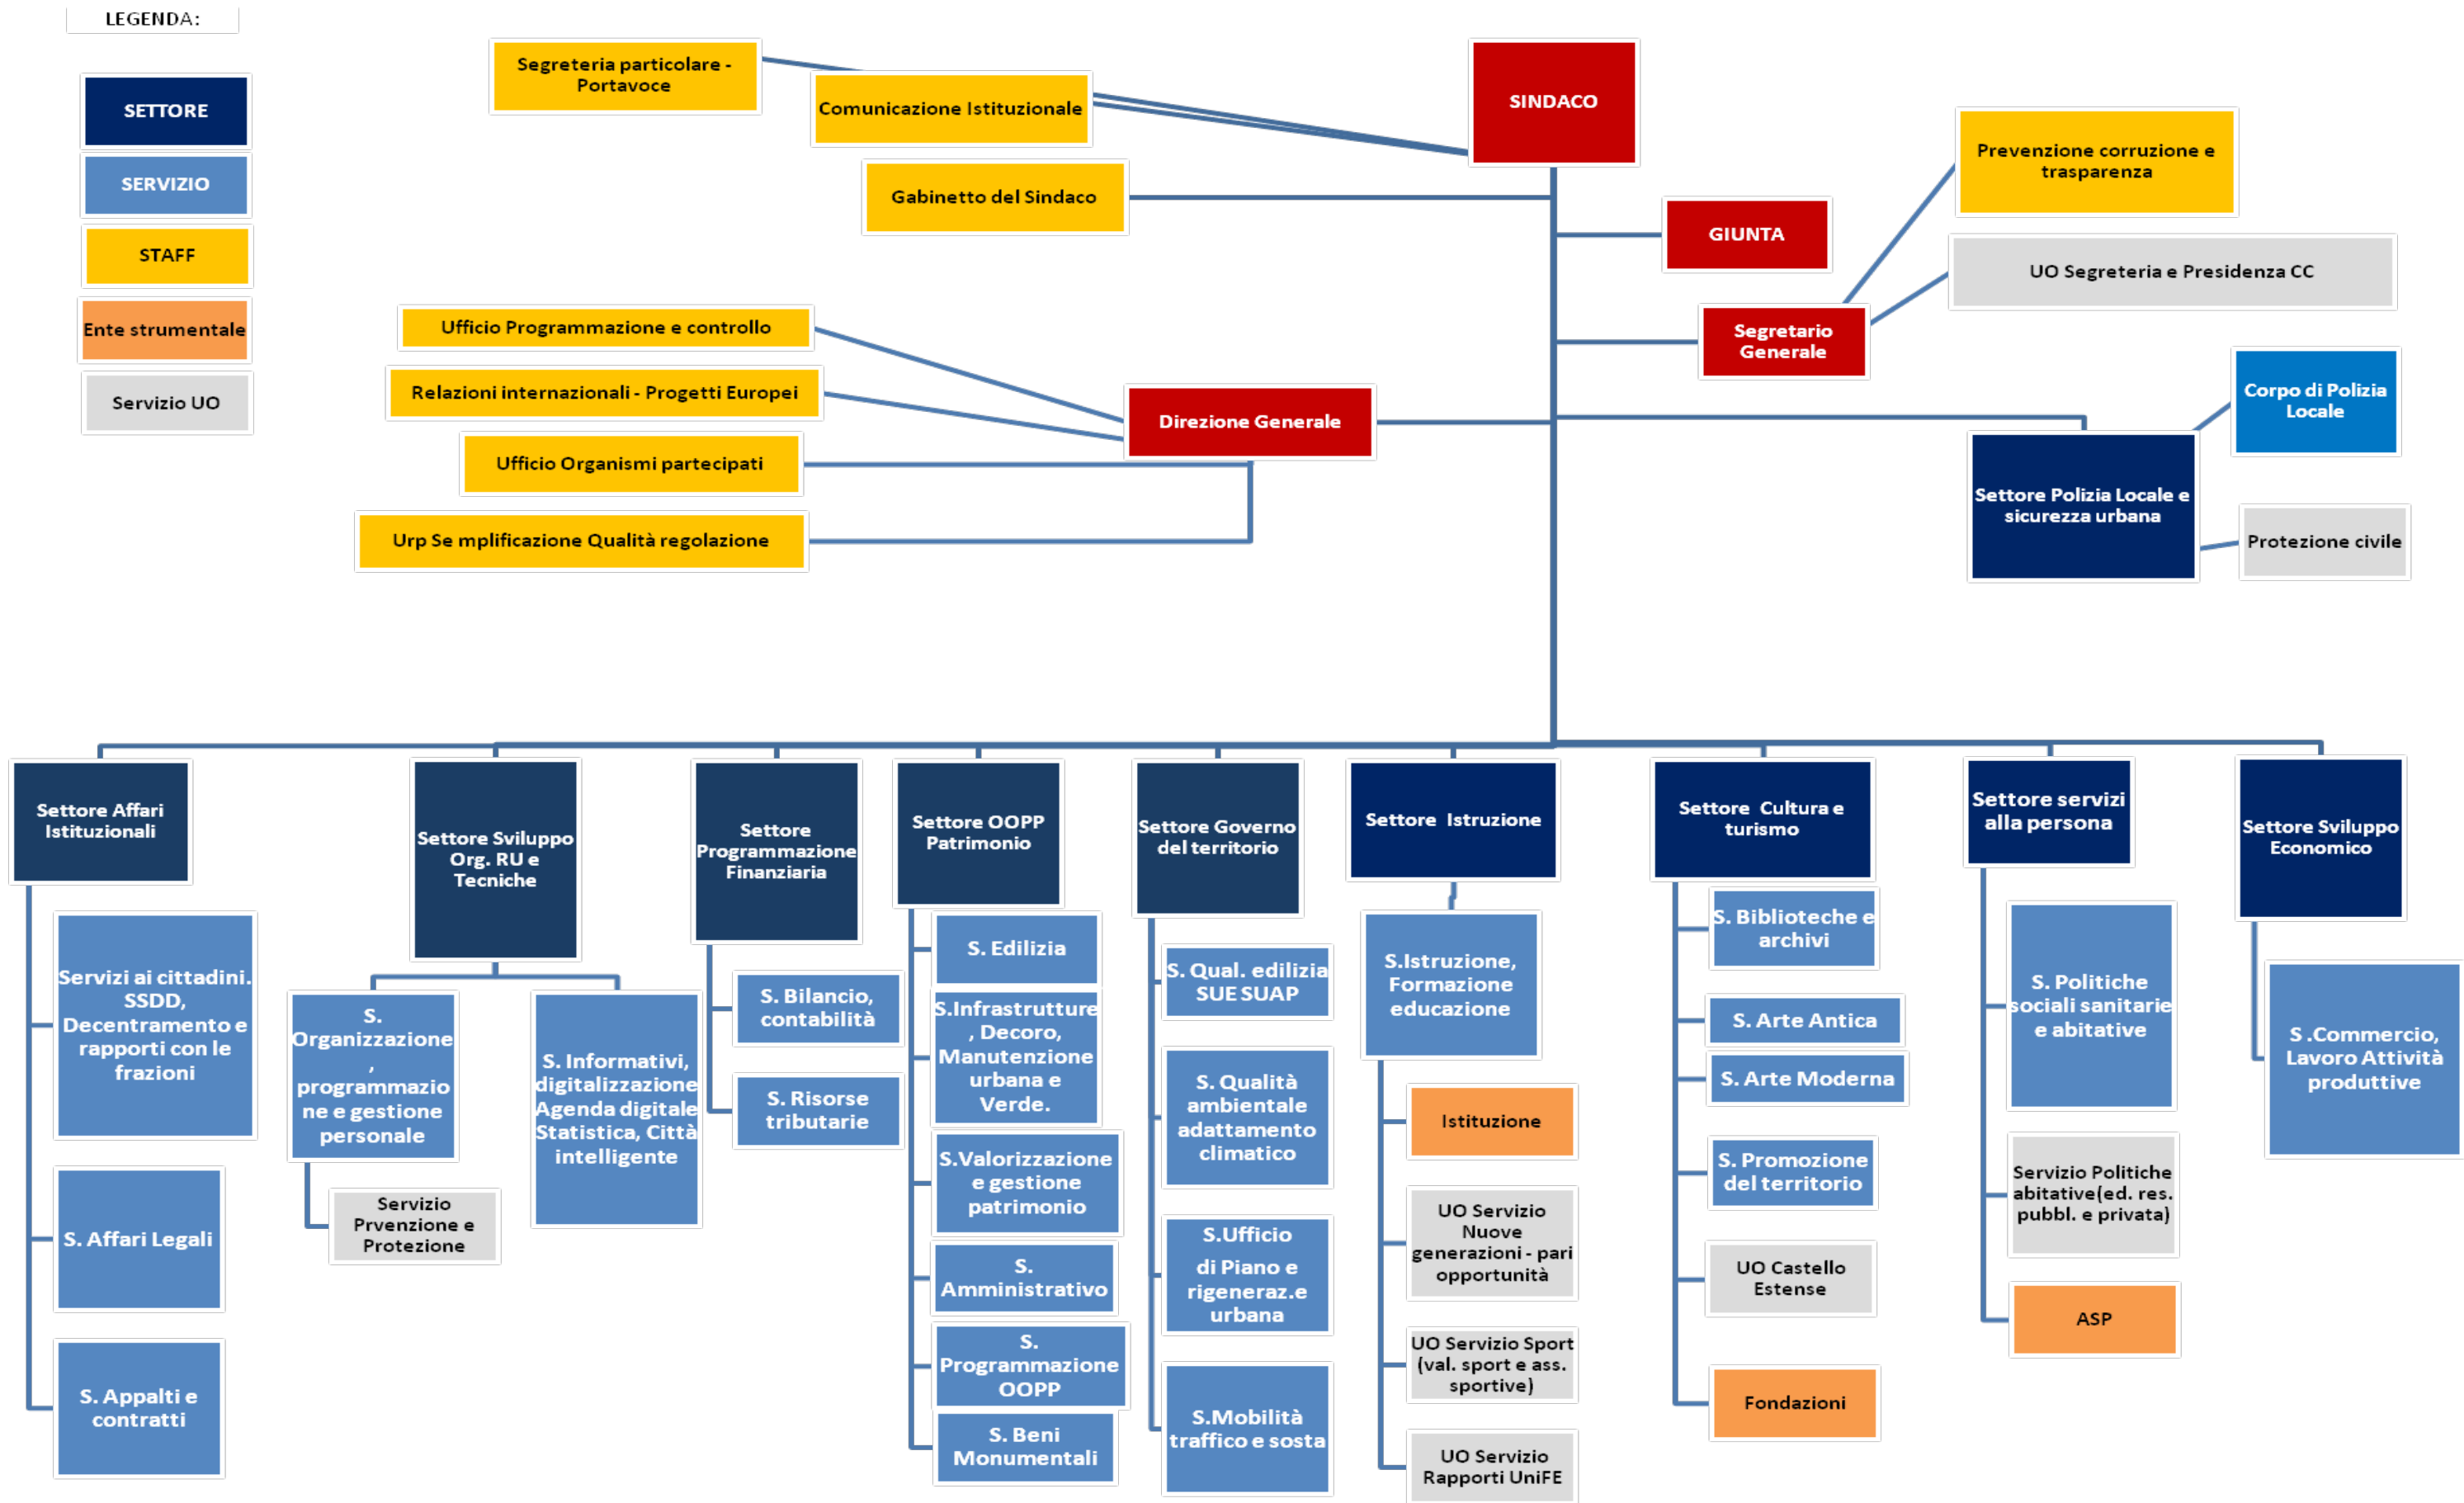 LEGENDA:
SETTORE
SERVIZIO
STAFF
Ente strumentale
Servizio UO
Segreteria particolare -
Portavoce
Comunicazione Istituzionale
Gabinetto del Sindaco
SINDACO
GIUNTA
Segretario
Generale
Prevenzione corruzione e
trasparenza
UO Segreteria e Presidenza CC
Ufficio Programmazione e controllo
Relazioni internazionali - Progetti Europei
Ufficio Organismi partecipati
Urp Se mplificazione Qualità regolazione
Direzione Generale
Corpo di Polizia
Locale
Settore Polizia Locale e
sicurezza urbana
Protezione civile
Settore Affari
Istituzionali
Servizi ai cittadini.
SSDD,
Decentramento e
rapporti con le
frazioni
S. Affari Legali
S. Appalti e
contratti
Settore Sviluppo
Org. RU e
Tecniche
S.
Organizzazione
,
programmazio
ne e gestione
personale
Servizio
Prvenzione e
Protezione
S. Informativi,
digitalizzazione
Agenda digitale
Statistica, Città
intelligente
Settore
Programmazione
Finanziaria
S. Bilancio,
contabilità
S. Risorse
tributarie
Settore OOPP
Patrimonio
S. Edilizia
S.Infrastrutture
, Decoro,
Manutenzione
urbana e
Verde.
S.Valorizzazione
e gestione
patrimonio
S.
Amministrativo
S.
Programmazione
OOPP
S. Beni
Monumentali
Settore Governo
del territorio
S. Qual. edilizia
SUE SUAP
S. Qualità
ambientale
adattamento
climatico
S.Ufficio
di Piano e
rigeneraz.e
urbana
S.Mobilità
traffico e sosta
Settore Istruzione
S.Istruzione,
Formazione
educazione
Istituzione
UO Servizio
Nuove
generazioni - pari
opportunità
UO Servizio Sport
(val. sport e ass.
sportive)
UO Servizio
Rapporti UniFE
Settore Cultura e
turismo
S. Biblioteche e
archivi
S. Arte Antica
S. Arte Moderna
S. Promozione
del territorio
UO Castello
Estense
Fondazioni
Settore servizi
alla persona
S. Politiche
sociali sanitarie
e abitative
Servizio Politiche
abitative(ed. res.
pubbl. e privata)
ASP
Settore Sviluppo
Economico
S .Commercio,
Lavoro Attività
produttive